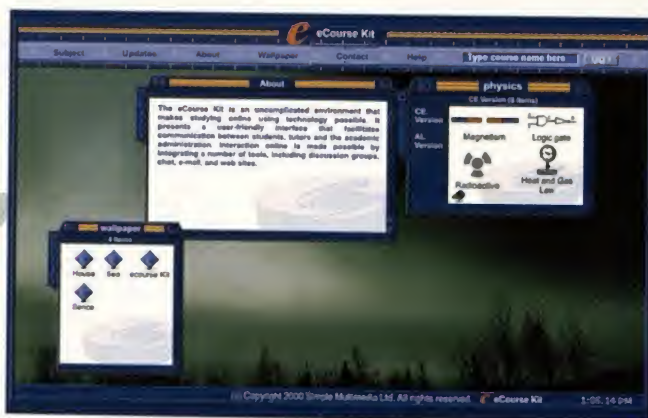 eCourse Kit
Subject Updates About Wallpaper Contact Help Type course name here GO !
About
The eCourse Kit is an uncomplicated environment that
makes studying online using technology possible. It
presents a user-friendly interface that facilitates
communication between students, tutors and the academic
administration. Interaction online is made possible by
integrating a number of tools, including discussion groups,
chat, e-mail, and web sites.
physics
CE Version (5 items)
CE
Version
AL
Version
Magnetism Logic gate
Radioactive Heat and Gas
Law
wallpaper
4 items
House Sea ecourse Kit
Sence
Copyright 2000 Simple Multimedia Ltd. All rights reserved. eCourse Kit